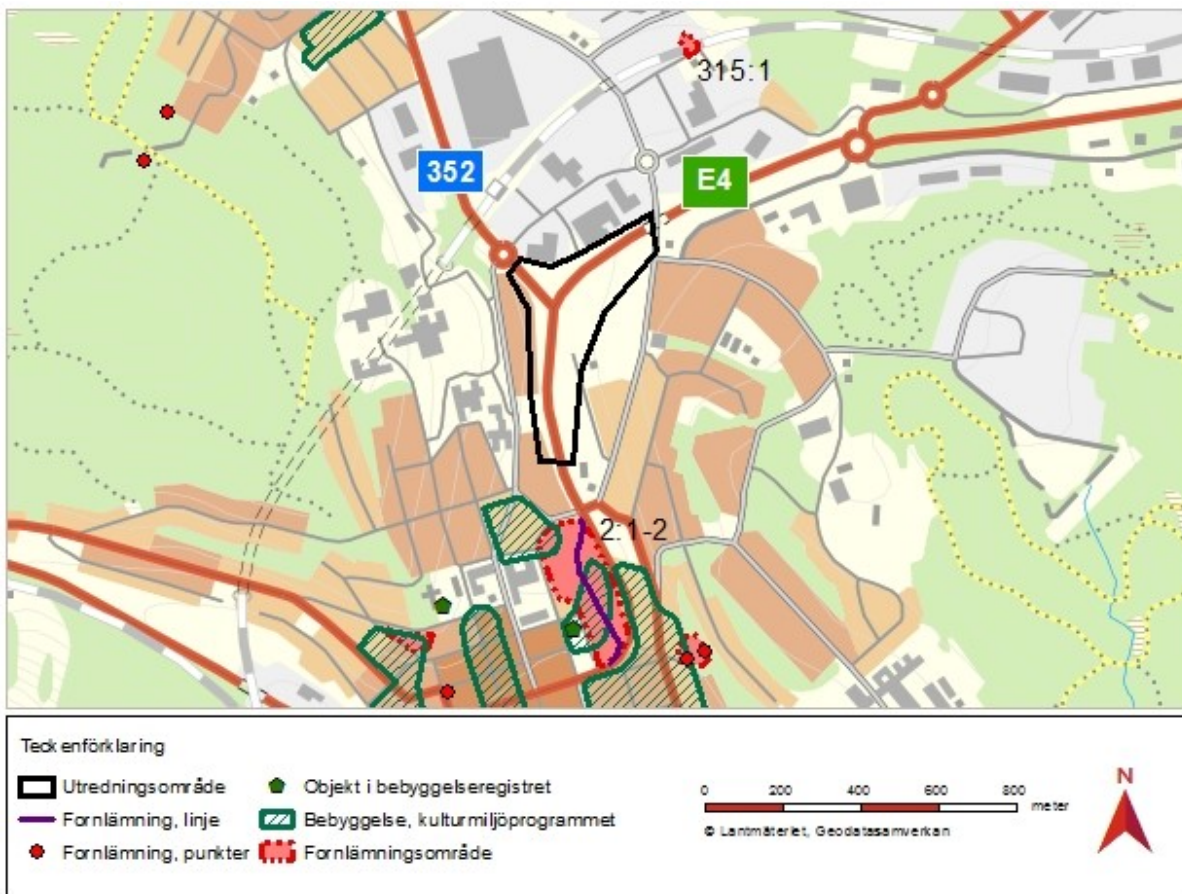 315:1
352
E4
2:1-2
Teckenförklaring
Utredningsområde
Objekt i bebyggelseregistret
Fornlämning, linje
Bebyggelse, kulturmiljöprogrammet
Fornlämning, punkter
Fornlämningsområde
0 200 400 600 800
meter
© Lantmäteriet, Geodatasamverkan
N